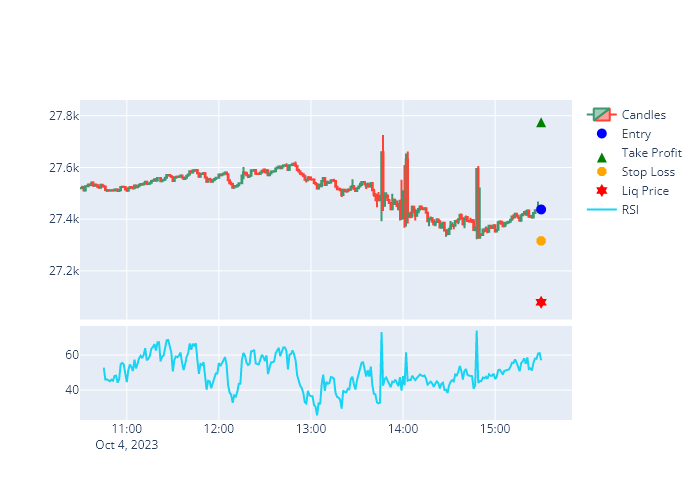 27.8k
27.6k
27.4k
27.2k
60
40
11:00
12:00
13:00
14:00
15:00
Oct 4, 2023
Candles
Entry
Take Profit
Stop Loss
Liq Price
RSI